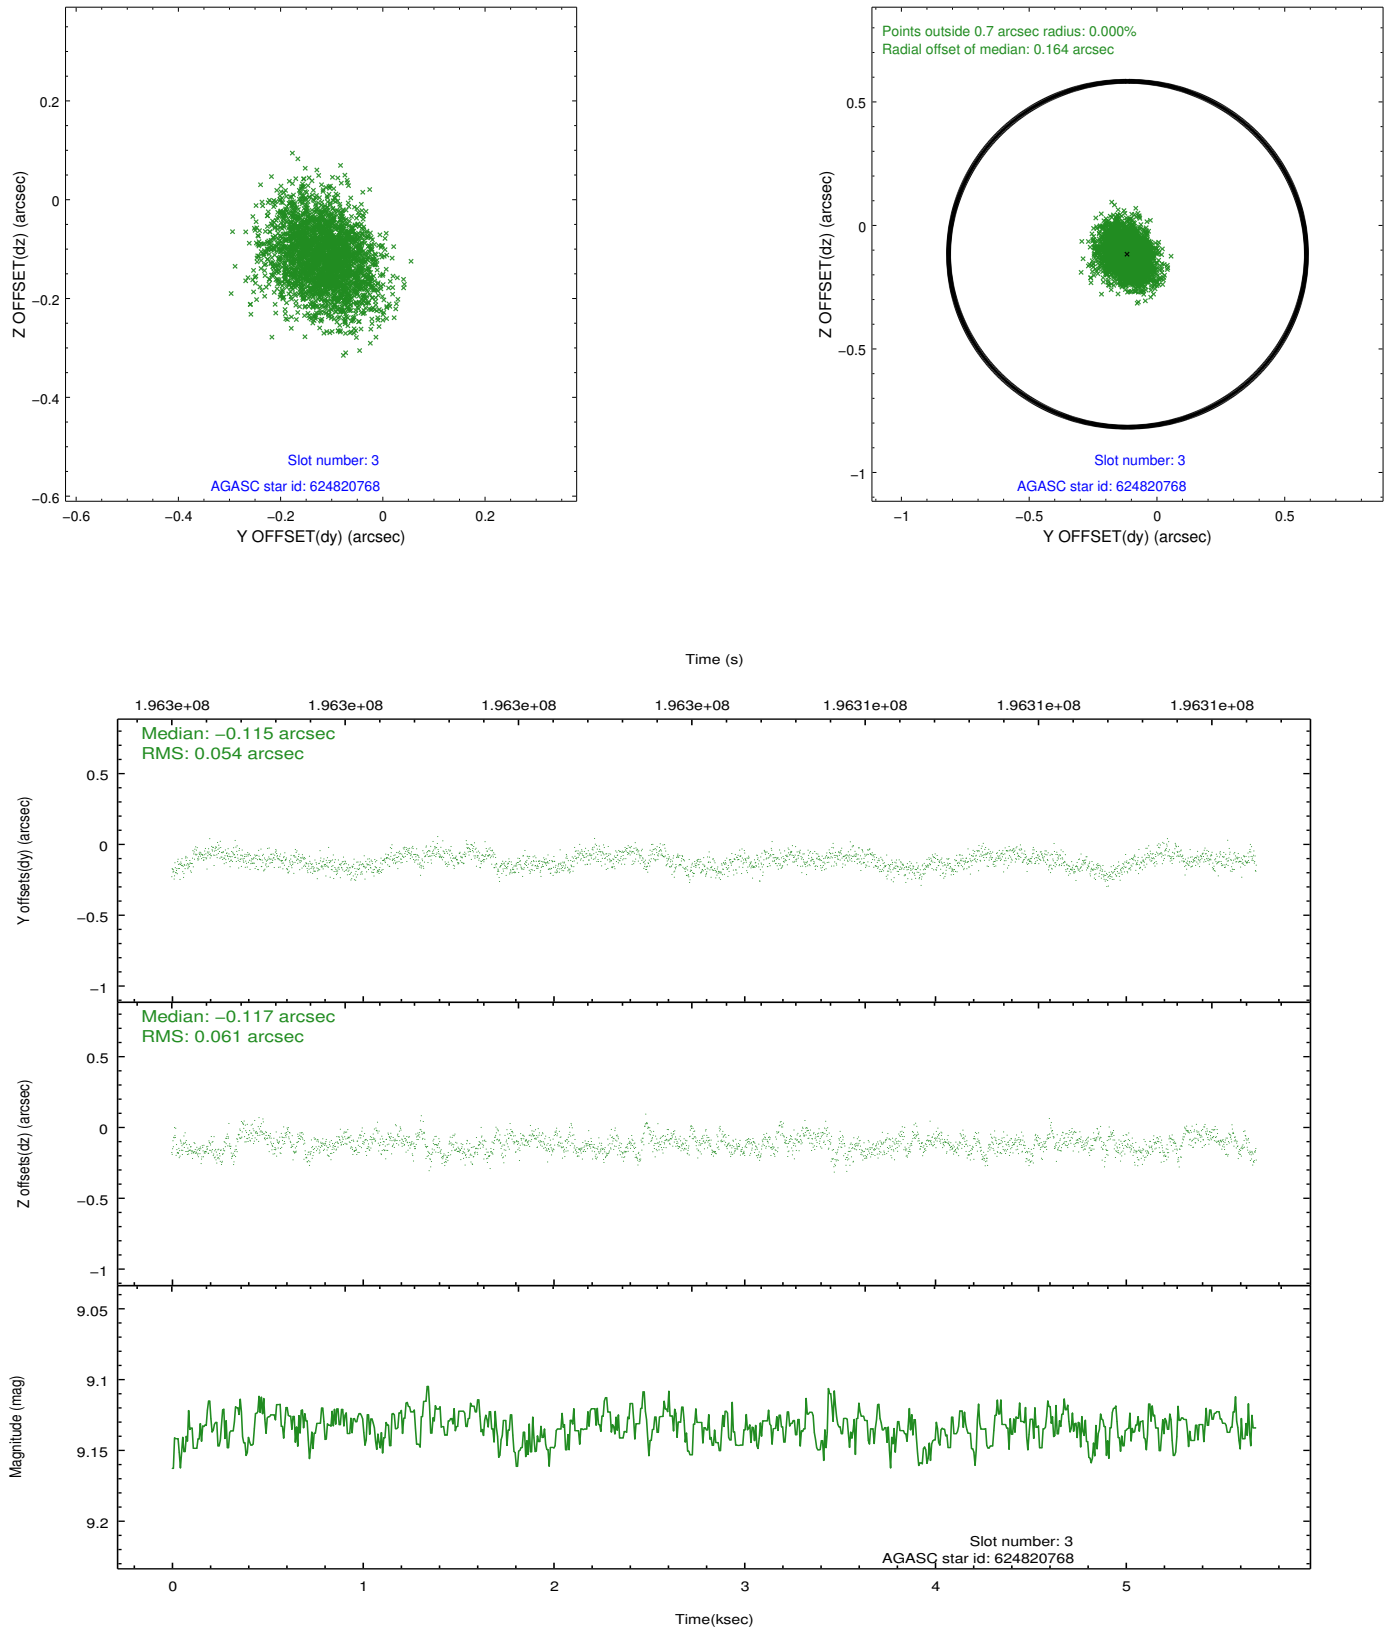 0.2
0
−0.2
−0.4
−0.6
Z OFFSET(dz) (arcsec)
Slot number: 3
AGASC star id: 624820768
−0.6
−0.4
−0.2
0
0.2
Y OFFSET(dy) (arcsec)
Points outside 0.7 arcsec radius: 0.000%
Radial offset of median: 0.164 arcsec
0.5
0
−0.5
−1
Z OFFSET(dz) (arcsec)
Slot number: 3
AGASC star id: 624820768
−1
−0.5
0
0.5
Y OFFSET(dy) (arcsec)
Time (s)
1.963e+08
1.963e+08
1.963e+08
1.963e+08
1.9631e+08
1.9631e+08
1.9631e+08
Median: −0.115 arcsec
RMS: 0.054 arcsec
0.5
0
−0.5
−1
Y offsets(dy) (arcsec)
Median: −0.117 arcsec
RMS: 0.061 arcsec
0.5
0
−0.5
−1
Z offsets(dz) (arcsec)
9.05
9.1
9.15
9.2
Magnitude (mag)
Slot number: 3
AGASC star id: 624820768
0
1
2
3
4
5
Time(ksec)